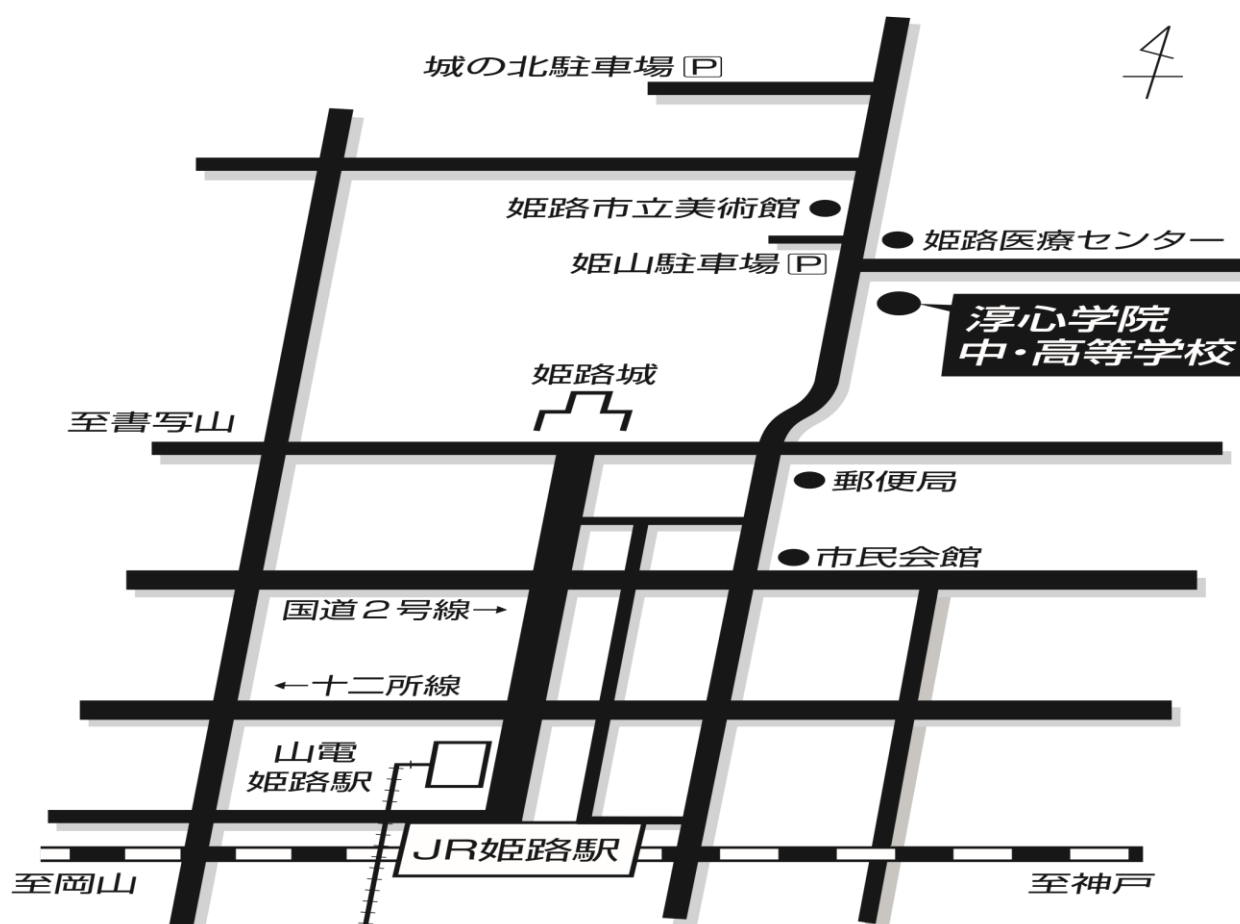 城の北駐車場 P
姫路市立美術館
姫路医療センター
姫山駐車場 P
淳心学院
中・高等学校
姫路城
至書写山
郵便局
市民会館
国道２号線→
←十二所線
山電
姫路駅
JR姫路駅
至岡山
至神戸